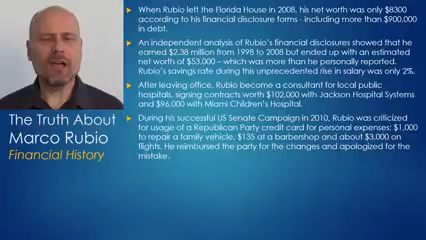 When Rubio left the Florida House in 2008, his net worth was only $8300
according to his financial disclosure forms - including more than $900,000
in debt.
An independent analysis of Rubio's financial disclosures showed that he
earned $2.38 million from 1998 to 2008 but ended up with an estimated
net worth of $53,000 – which was more than he personally reported.
Rubio's savings rate during this unprecedented rise in salary was only 2%.
After leaving office, Rubio become a consultant for local public
hospitals, signing contracts worth $102,000 with Jackson Hospital Systems
and $96,000 with Miami Children's Hospital.
During his successful US Senate Campaign in 2010, Rubio was criticized
for usage of a Republican Party credit card for personal expenses: $1,000
to repair a family vehicle, $135 at a barbershop and about $3,000 on
flights. He reimbursed the party for the changes and apologized for the
mistake.
The Truth About
Marco Rubio
Financial History